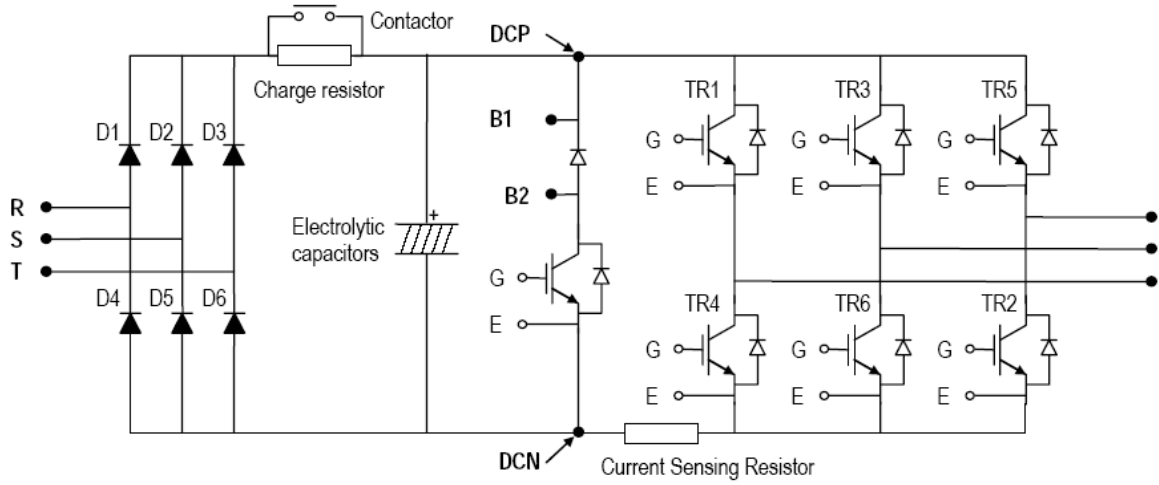 Contactor
DCP
Charge resistor
TR1 TR3 TR5
D1 D2 D3
B1
G G G
B2
E E E
R
S
T
+
Electrolytic
capacitors
G
D4 D5 D6
TR4 TR6 TR2
E
G G G
E E E
DCN
Current Sensing Resistor